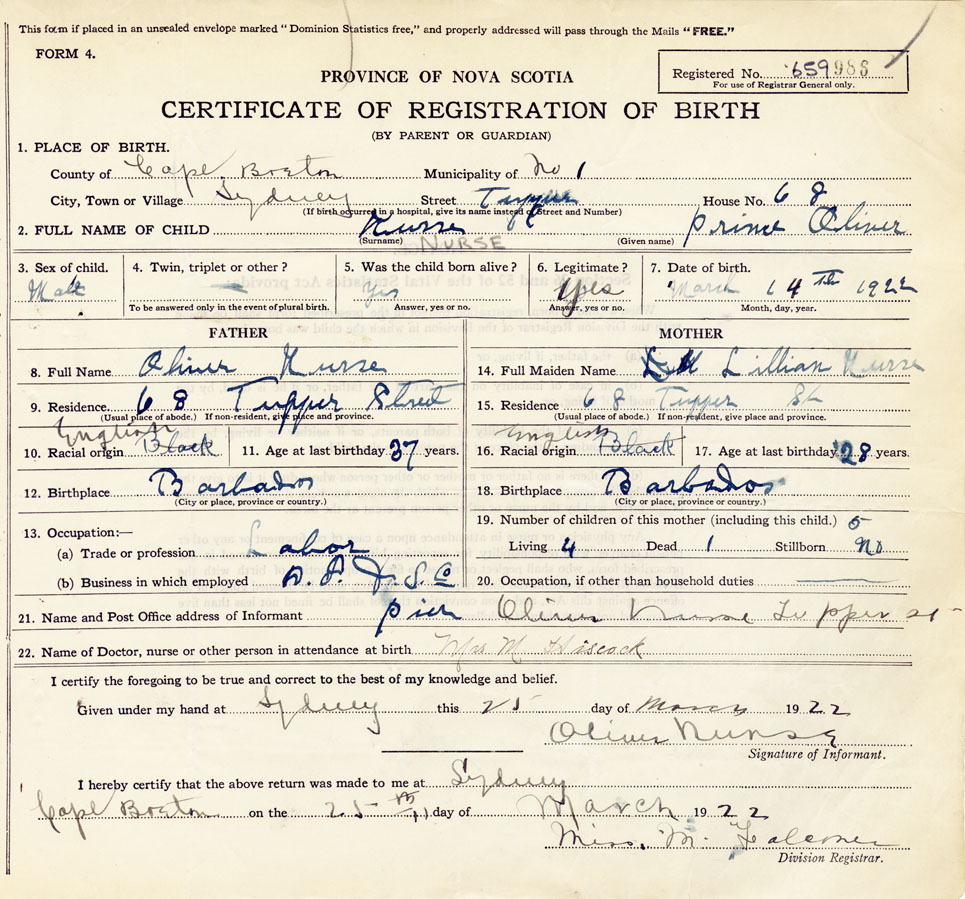 This form if placed in an unsealed envelope marked "Dominion Statistics free," and properly addressed will pass through the Mails "FREE."
FORM 4.
PROVINCE OF NOVA SCOTIA
Registered No. 659983
For use of Registrar General only.
CERTIFICATE OF REGISTRATION OF BIRTH
(BY PARENT OR GUARDIAN)
1. PLACE OF BIRTH.
County of Cape Breton Municipality of No 1
City, Town or Village Sydney Street Tupper House No. 68
(If birth occurred in a hospital, give its name instead of Street and Number)
2. FULL NAME OF CHILD Nurse Prince Oliver
(Surname) NURSE (Given name)
3. Sex of child. 4. Twin, triplet or other? 5. Was the child born alive? 6. Legitimate? 7. Date of birth.
Male — Yes Yes March 14th 1922
To be answered only in the event of plural birth. Answer, yes or no. Answer, yes or no. Month, day, year.
FATHER MOTHER
8. Full Name Oliver Nurse 14. Full Maiden Name Lillian Nurse
9. Residence 68 Tupper Street 15. Residence 68 Tupper St
(Usual place of abode.) If non-resident, give place and province. (Usual place of abode.) If non-resident, give place and province.
English English
10. Racial origin Black 11. Age at last birthday 37 years. 16. Racial origin Black 17. Age at last birthday 28 years.
12. Birthplace Barbados 18. Birthplace Barbados
(City or place, province or country.) (City or place, province or country.)
13. Occupation:— 19. Number of children of this mother (including this child.) 5
(a) Trade or profession Labor Living 4 Dead 1 Stillborn No
(b) Business in which employed 20. Occupation, if other than household duties —
21. Name and Post Office address of Informant pier Oliver Nurse Tupper st
22. Name of Doctor, nurse or other person in attendance at birth Mrs M Hiscock
I certify the foregoing to be true and correct to the best of my knowledge and belief.
Given under my hand at Sydney this 25 day of March 1922
Oliver Nurse
Signature of Informant.
I hereby certify that the above return was made to me at Sydney
Cape Breton on the 25th day of March 1922
Miss. M. Falconer
Division Registrar.